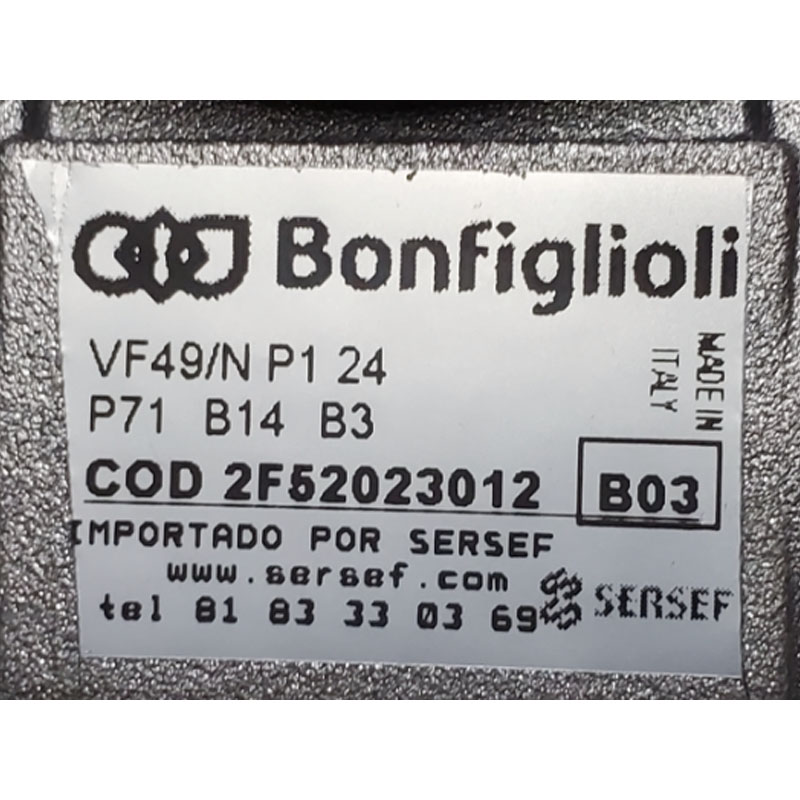 Bonfiglioli
VF49/N P1 24
P71 B14 B3
MADE IN
ITALY
COD 2F52023012
B03
IMPORTADO POR SERSEF
www.sersef.com
tel 81 83 33 03 69
SERSEF